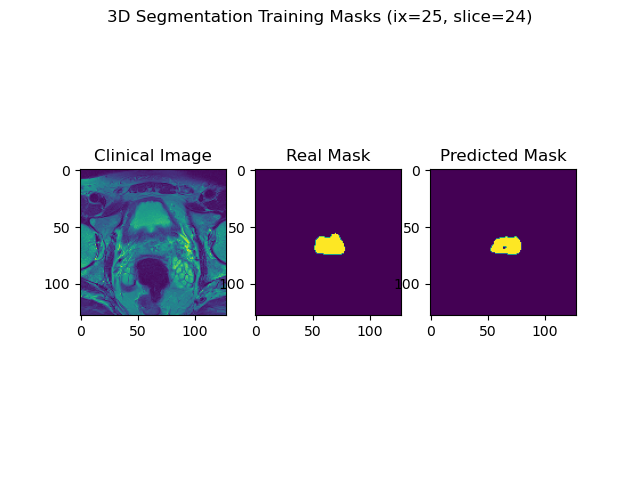 3D Segmentation Training Masks (ix=25, slice=24)
Clinical Image Real Mask Predicted Mask
0 0 0
50 50 50
100 100 100
0 50 100 0 50 100 0 50 100